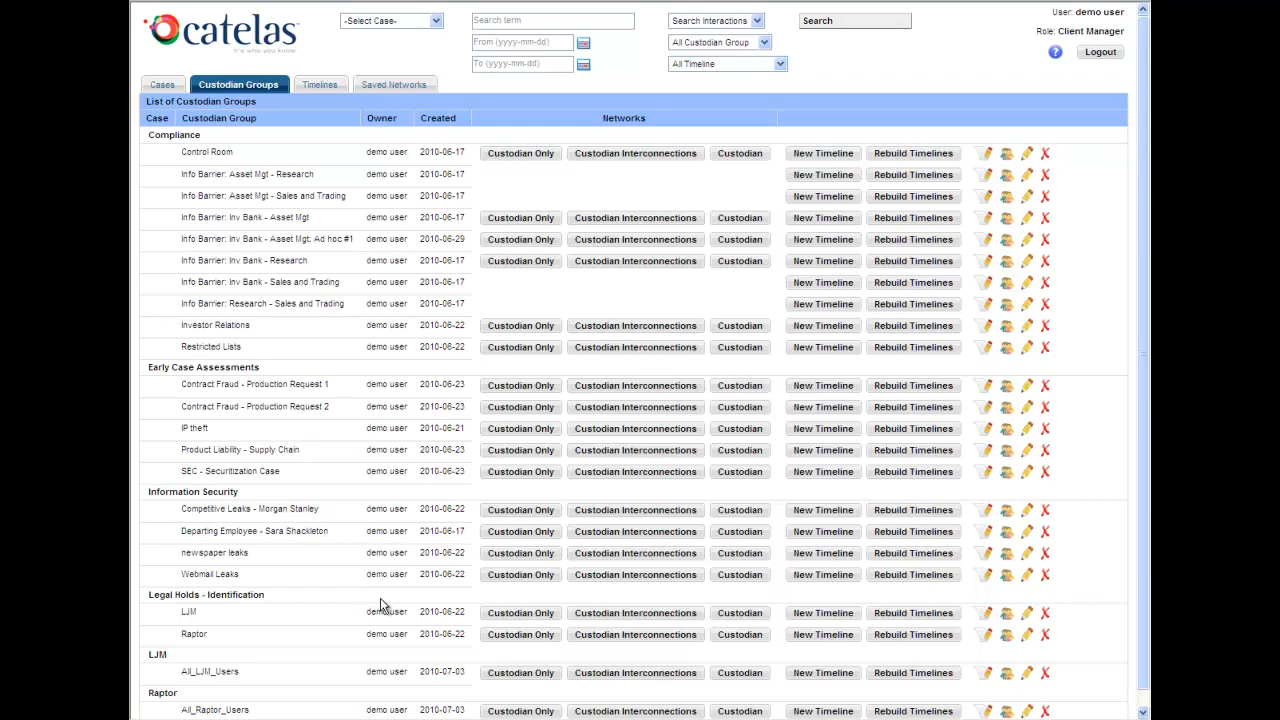 catelas
it's who you know
-Select Case-
Search term
Search Interactions
Search
User: demo user
From (yyyy-mm-dd)
All Custodian Group
Role: Client Manager
To (yyyy-mm-dd)
All Timeline
? Logout
Cases Custodian Groups Timelines Saved Networks
List of Custodian Groups
Case Custodian Group Owner Created Networks
Compliance
Control Room demo user 2010-06-17 Custodian Only Custodian Interconnections Custodian New Timeline Rebuild Timelines
Info Barrier: Asset Mgt - Research demo user 2010-06-17 New Timeline Rebuild Timelines
Info Barrier: Asset Mgt - Sales and Trading demo user 2010-06-17 New Timeline Rebuild Timelines
Info Barrier: Inv Bank - Asset Mgt demo user 2010-06-17 Custodian Only Custodian Interconnections Custodian New Timeline Rebuild Timelines
Info Barrier: Inv Bank - Asset Mgt: Ad hoc #1 demo user 2010-06-29 Custodian Only Custodian Interconnections Custodian New Timeline Rebuild Timelines
Info Barrier: Inv Bank - Research demo user 2010-06-17 Custodian Only Custodian Interconnections Custodian New Timeline Rebuild Timelines
Info Barrier: Inv Bank - Sales and Trading demo user 2010-06-17 New Timeline Rebuild Timelines
Info Barrier: Research - Sales and Trading demo user 2010-06-17 New Timeline Rebuild Timelines
Investor Relations demo user 2010-06-22 Custodian Only Custodian Interconnections Custodian New Timeline Rebuild Timelines
Restricted Lists demo user 2010-06-22 Custodian Only Custodian Interconnections Custodian New Timeline Rebuild Timelines
Early Case Assessments
Contract Fraud - Production Request 1 demo user 2010-06-23 Custodian Only Custodian Interconnections Custodian New Timeline Rebuild Timelines
Contract Fraud - Production Request 2 demo user 2010-06-23 Custodian Only Custodian Interconnections Custodian New Timeline Rebuild Timelines
IP theft demo user 2010-06-21 Custodian Only Custodian Interconnections Custodian New Timeline Rebuild Timelines
Product Liability - Supply Chain demo user 2010-06-23 Custodian Only Custodian Interconnections Custodian New Timeline Rebuild Timelines
SEC - Securitization Case demo user 2010-06-23 Custodian Only Custodian Interconnections Custodian New Timeline Rebuild Timelines
Information Security
Competitive Leaks - Morgan Stanley demo user 2010-06-22 Custodian Only Custodian Interconnections Custodian New Timeline Rebuild Timelines
Departing Employee - Sara Shackleton demo user 2010-06-17 Custodian Only Custodian Interconnections Custodian New Timeline Rebuild Timelines
newspaper leaks demo user 2010-06-22 Custodian Only Custodian Interconnections Custodian New Timeline Rebuild Timelines
Webmail Leaks demo user 2010-06-22 Custodian Only Custodian Interconnections Custodian New Timeline Rebuild Timelines
Legal Holds - Identification
LJM demo user 2010-06-22 Custodian Only Custodian Interconnections Custodian New Timeline Rebuild Timelines
Raptor demo user 2010-06-22 Custodian Only Custodian Interconnections Custodian New Timeline Rebuild Timelines
LJM
All_LJM_Users demo user 2010-07-03 Custodian Only Custodian Interconnections Custodian New Timeline Rebuild Timelines
Raptor
All_Raptor_Users demo user 2010-07-03 Custodian Only Custodian Interconnections Custodian New Timeline Rebuild Timelines